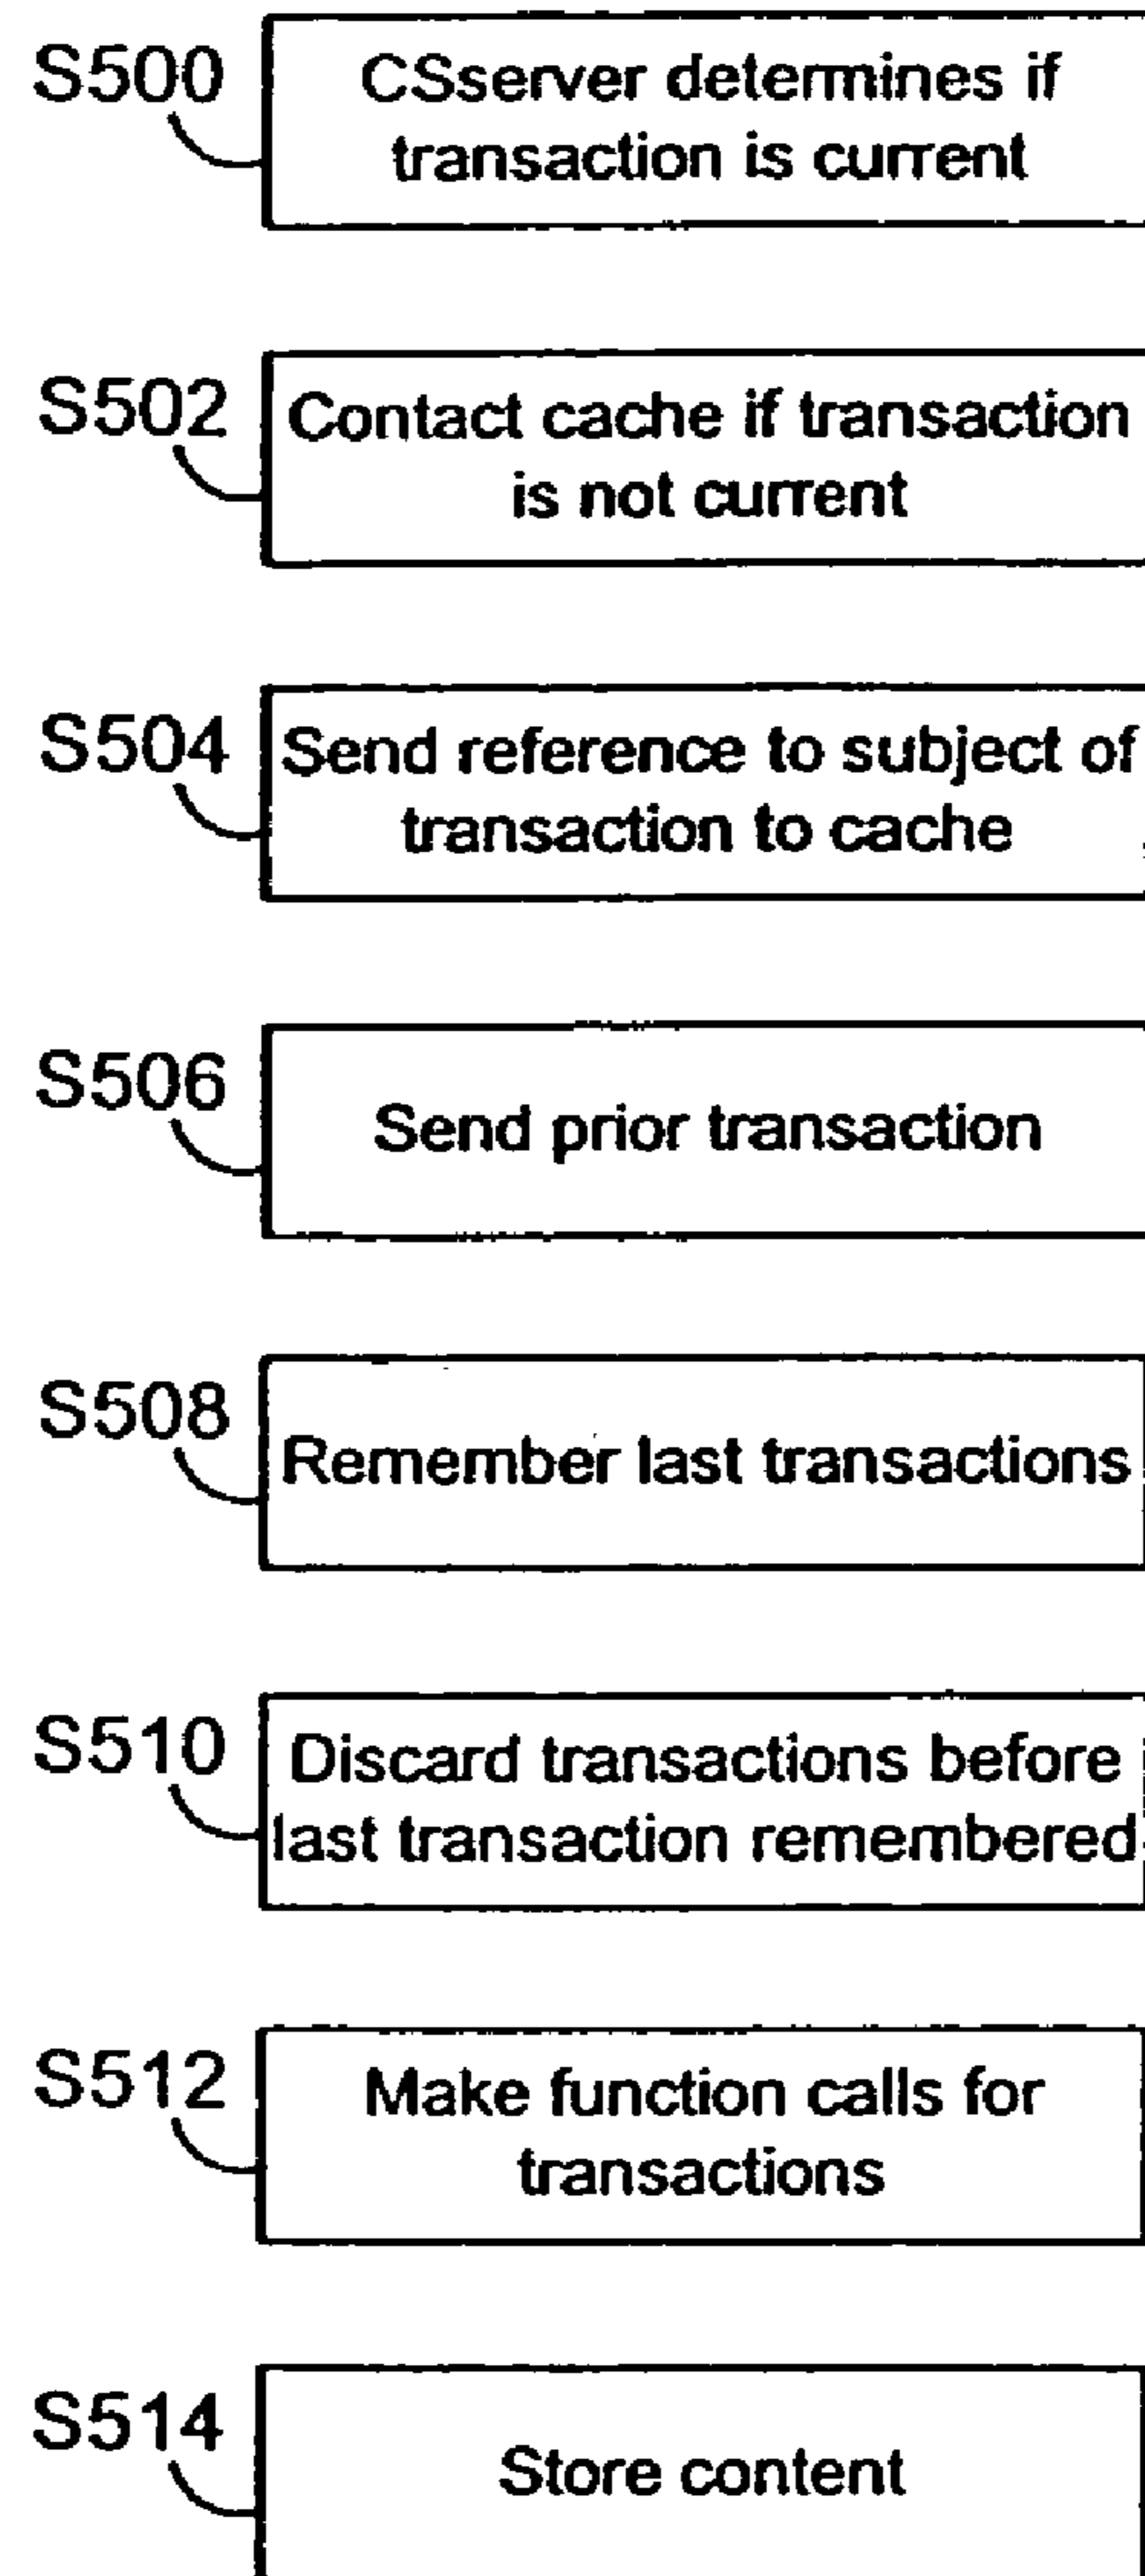 S500
CSserver determines if
transaction is current
S502
Contact cache if transaction
is not current
S504
Send reference to subject of
transaction to cache
S506
Send prior transaction
S508
Remember last transactions
S510
Discard transactions before
last transaction remembered
S512
Make function calls for
transactions
S514
Store content